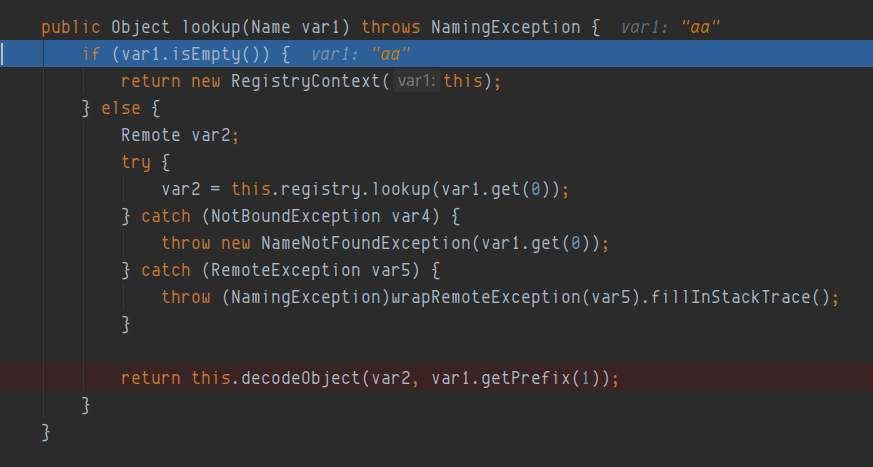 public Object lookup(Name var1) throws NamingException {  var1: "aa"
    if (var1.isEmpty()) {  var1: "aa"
        return new RegistryContext( var1: this);
    } else {
        Remote var2;
        try {
            var2 = this.registry.lookup(var1.get(0));
        } catch (NotBoundException var4) {
            throw new NameNotFoundException(var1.get(0));
        } catch (RemoteException var5) {
            throw (NamingException)wrapRemoteException(var5).fillInStackTrace();
        }
        return this.decodeObject(var2, var1.getPrefix(1));
    }
}